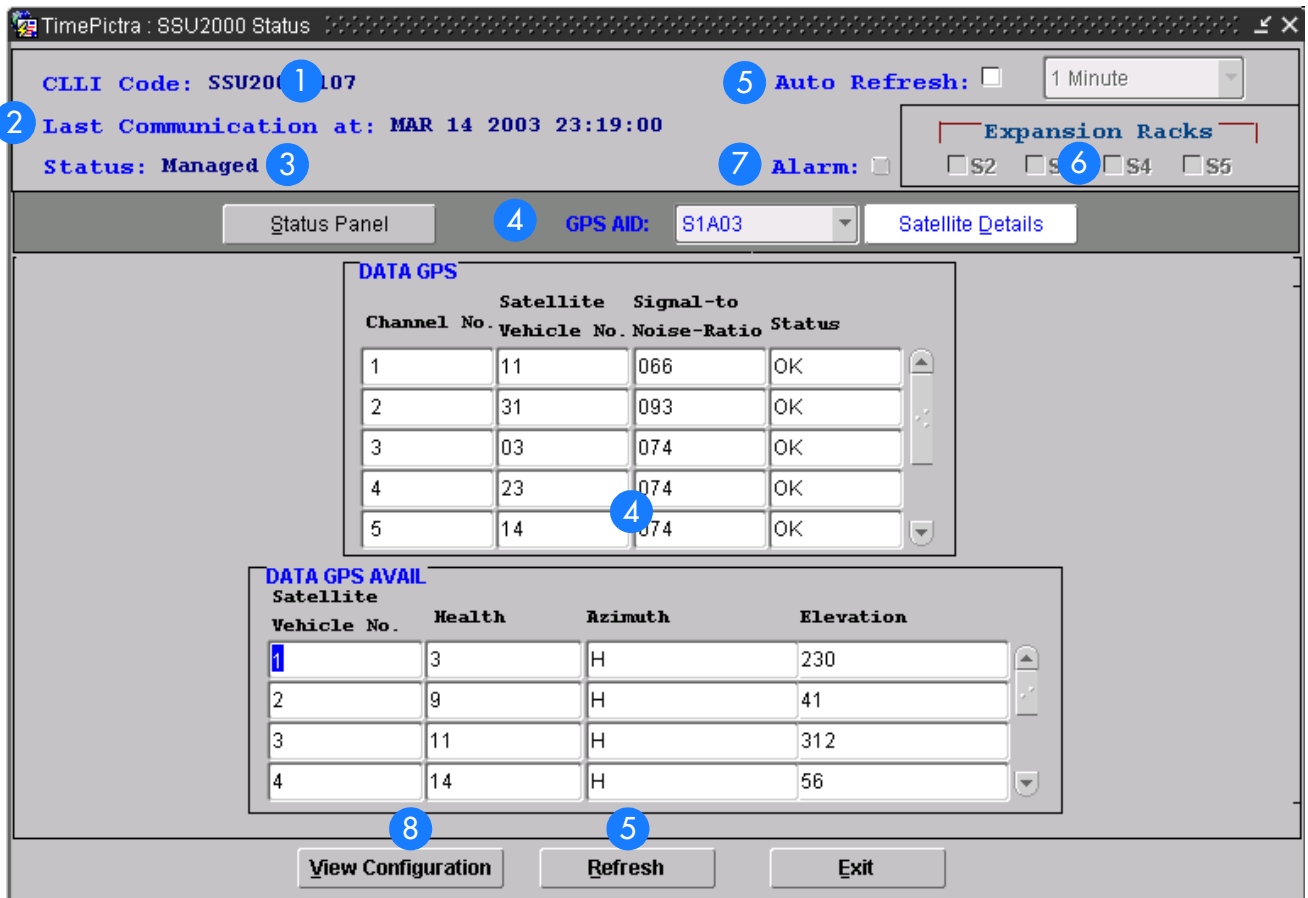 TimePictra : SSU2000 Status
CLLI Code: SSU20 1 107
5 Auto Refresh: 1 Minute
2 Last Communication at: MAR 14 2003 23:19:00
Expansion Racks
Status: Managed 3
7 Alarm:
S2 S 6 S4 S5
Status Panel 4 GPS AID: S1A03 Satellite Details
DATA GPS
Channel No. Satellite Vehicle No. Signal-to Noise-Ratio Status
1 11 066 OK
2 31 093 OK
3 03 074 OK
4 23 074 OK
4
5 14 074 OK
DATA GPS AVAIL
Satellite Vehicle No. Health Azimuth Elevation
1 3 H 230
2 9 H 41
3 11 H 312
4 14 H 56
8 5
View Configuration Refresh Exit